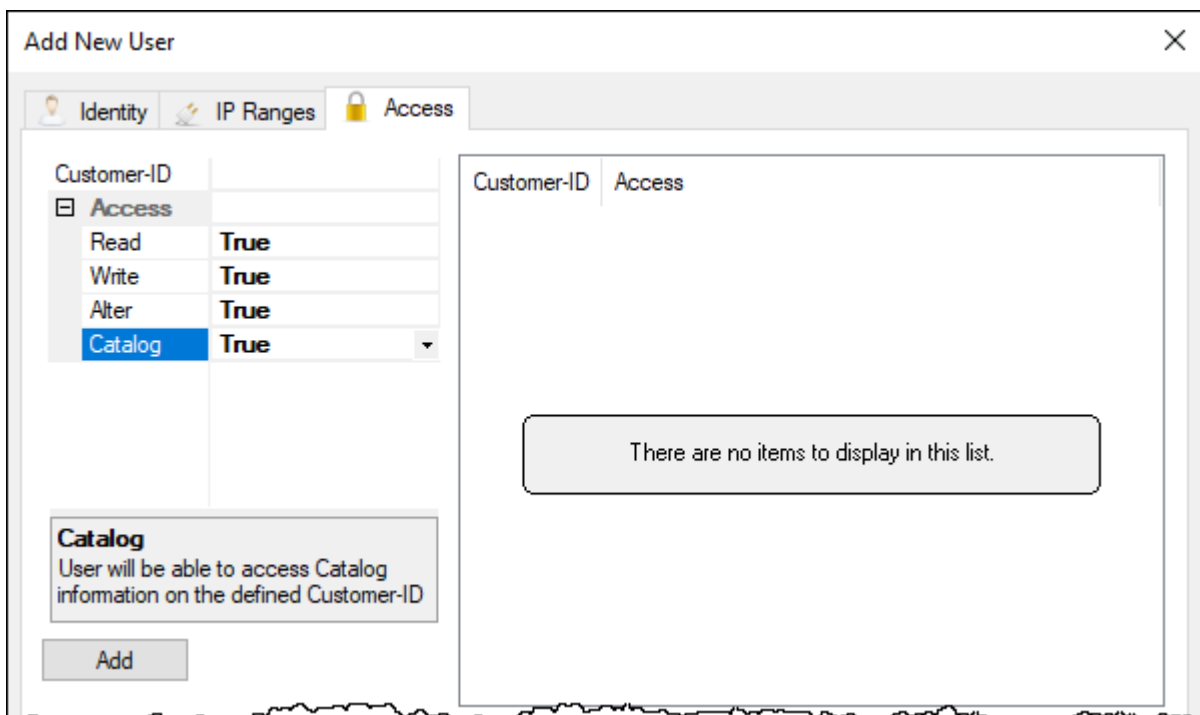 Add New User
Identity IP Ranges Access
Customer-ID
Access
Read True
Write True
Alter True
Catalog True
Catalog
User will be able to access Catalog
information on the defined Customer-ID
Add
Customer-ID Access
There are no items to display in this list.